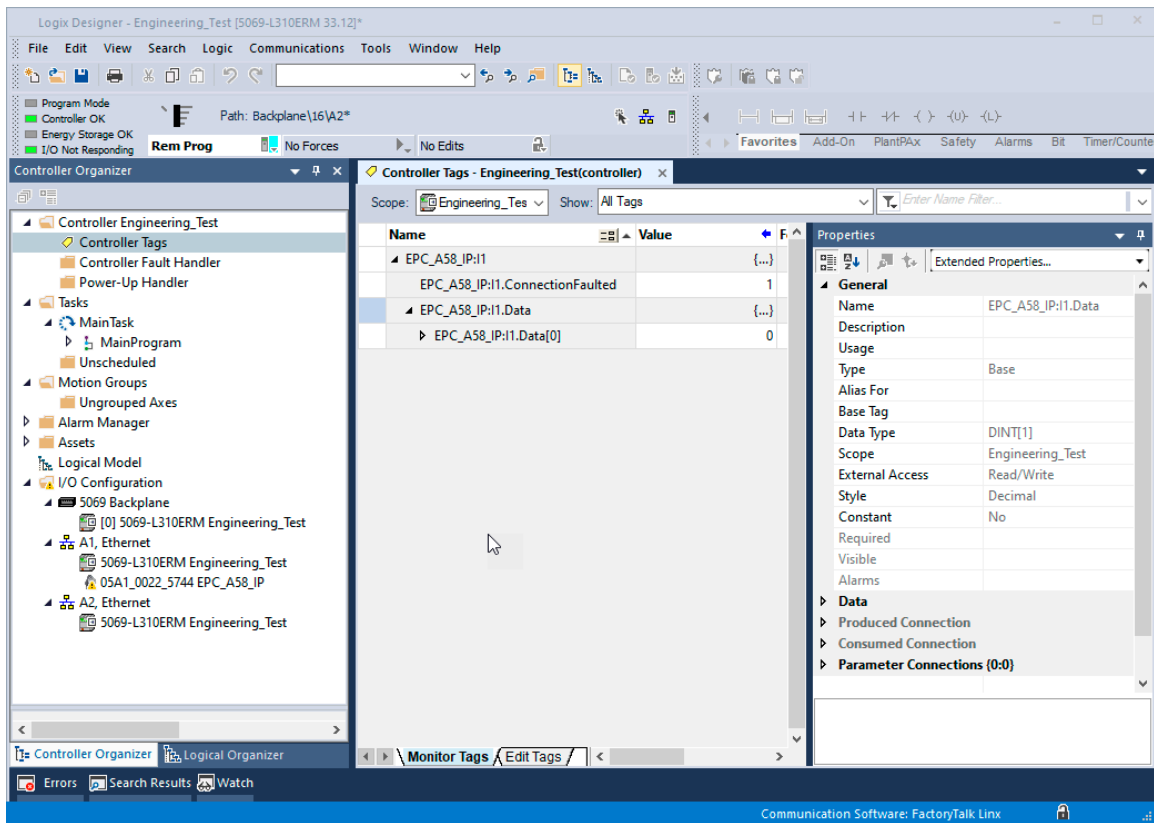 Logix Designer - Engineering_Test [5069-L310ERM 33.12]*
File Edit View Search Logic Communications Tools Window Help
Program Mode
Controller OK
Energy Storage OK
I/O Not Responding
Path: Backplane\16\A2*
Rem Prog No Forces No Edits
Favorites Add-On PlantPAx Safety Alarms Bit Timer/Counte
Controller Organizer
Controller Engineering_Test
Controller Tags
Controller Fault Handler
Power-Up Handler
Tasks
MainTask
MainProgram
Unscheduled
Motion Groups
Ungrouped Axes
Alarm Manager
Assets
Logical Model
I/O Configuration
5069 Backplane
[0] 5069-L310ERM Engineering_Test
A1, Ethernet
5069-L310ERM Engineering_Test
05A1_0022_5744 EPC_A58_IP
A2, Ethernet
5069-L310ERM Engineering_Test
Controller Organizer Logical Organizer
Controller Tags - Engineering_Test(controller)
Scope: Engineering_Tes Show: All Tags Enter Name Filter...
Name Value F
EPC_A58_IP:I1 {...}
EPC_A58_IP:I1.ConnectionFaulted 1
EPC_A58_IP:I1.Data {...}
EPC_A58_IP:I1.Data[0] 0
Monitor Tags Edit Tags
Properties
Extended Properties...
General
Name EPC_A58_IP:I1.Data
Description
Usage
Type Base
Alias For
Base Tag
Data Type DINT[1]
Scope Engineering_Test
External Access Read/Write
Style Decimal
Constant No
Required
Visible
Alarms
Data
Produced Connection
Consumed Connection
Parameter Connections {0:0}
Errors Search Results Watch
Communication Software: FactoryTalk Linx